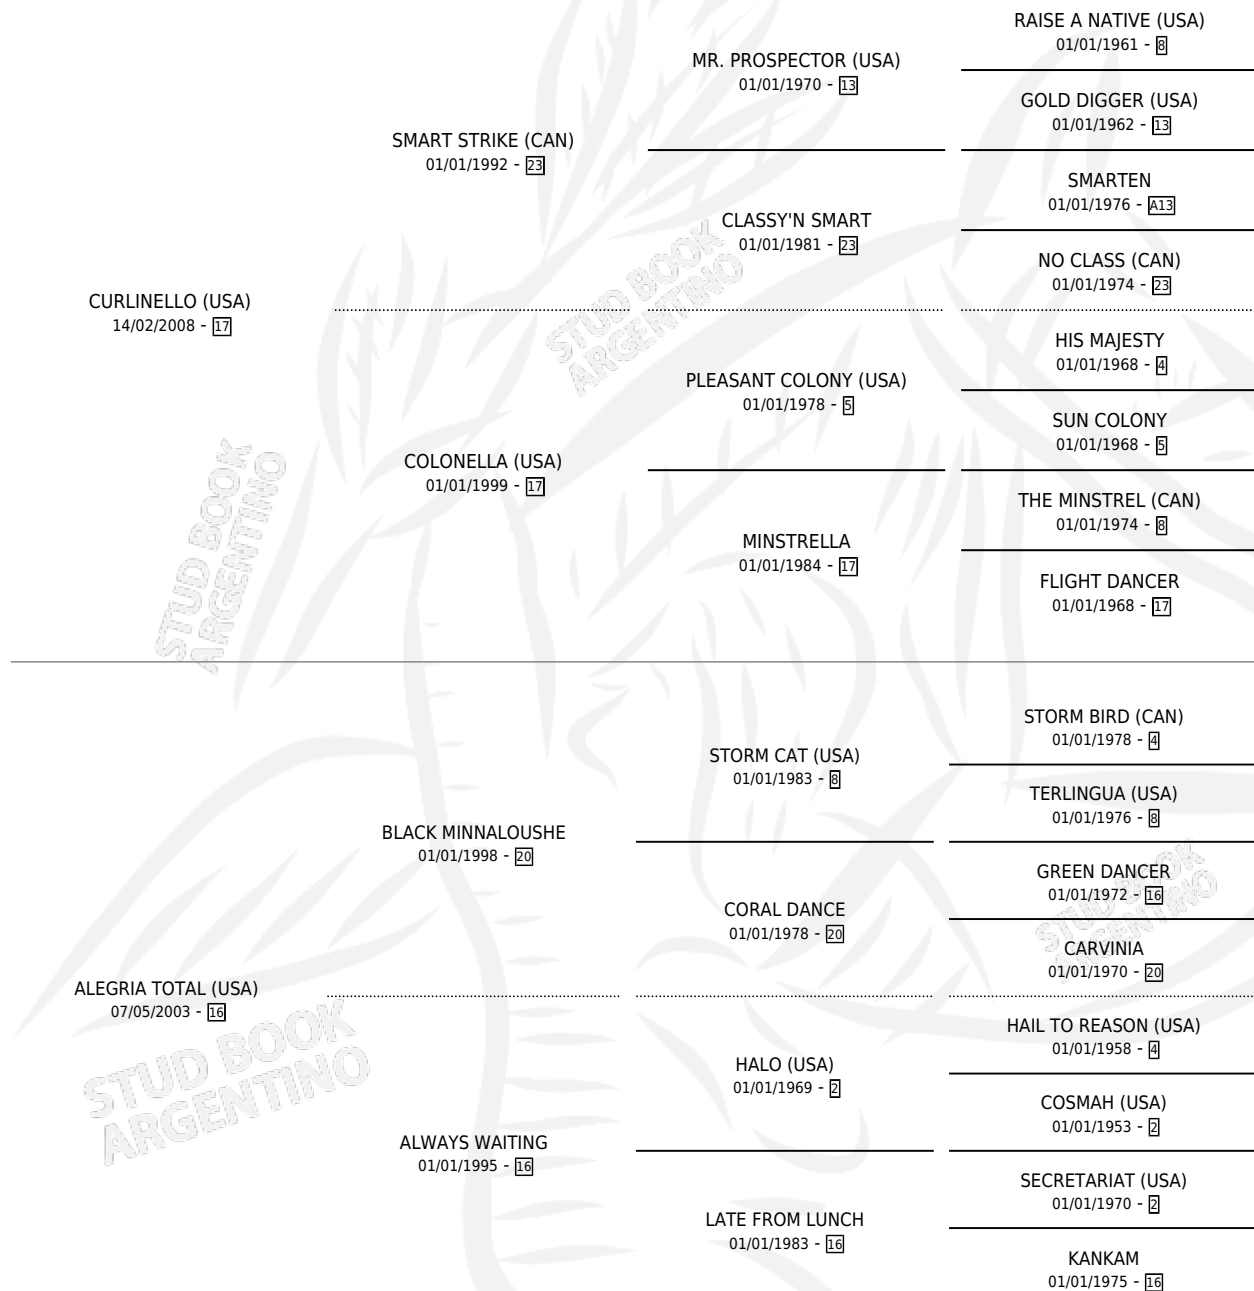 RAISE A NATIVE (USA)
01/01/1961 - 8
MR. PROSPECTOR (USA)
01/01/1970 - 13
GOLD DIGGER (USA)
01/01/1962 - 13
SMART STRIKE (CAN)
01/01/1992 - 23
SMARTEN
01/01/1976 - A13
CLASSY'N SMART
01/01/1981 - 23
NO CLASS (CAN)
01/01/1974 - 23
CURLINELLO (USA)
14/02/2008 - 17
HIS MAJESTY
01/01/1968 - 4
PLEASANT COLONY (USA)
01/01/1978 - 5
SUN COLONY
01/01/1968 - 5
COLONELLA (USA)
01/01/1999 - 17
THE MINSTREL (CAN)
01/01/1974 - 8
MINSTRELLA
01/01/1984 - 17
FLIGHT DANCER
01/01/1968 - 17
STORM BIRD (CAN)
01/01/1978 - 4
STORM CAT (USA)
01/01/1983 - 8
TERLINGUA (USA)
01/01/1976 - 8
BLACK MINNALOUSHE
01/01/1998 - 20
GREEN DANCER
01/01/1972 - 16
CORAL DANCE
01/01/1978 - 20
CARVINIA
01/01/1970 - 20
ALEGRIA TOTAL (USA)
07/05/2003 - 16
HAIL TO REASON (USA)
01/01/1958 - 4
HALO (USA)
01/01/1969 - 2
COSMAH (USA)
01/01/1953 - 2
ALWAYS WAITING
01/01/1995 - 16
SECRETARIAT (USA)
01/01/1970 - 2
LATE FROM LUNCH
01/01/1983 - 16
KANKAM
01/01/1975 - 16
STUD BOOK
ARGENTINO
STUD BOOK
ARGENTINO
STUD BOOK
ARGENTINO
STUD BOOK
ARGENTINO